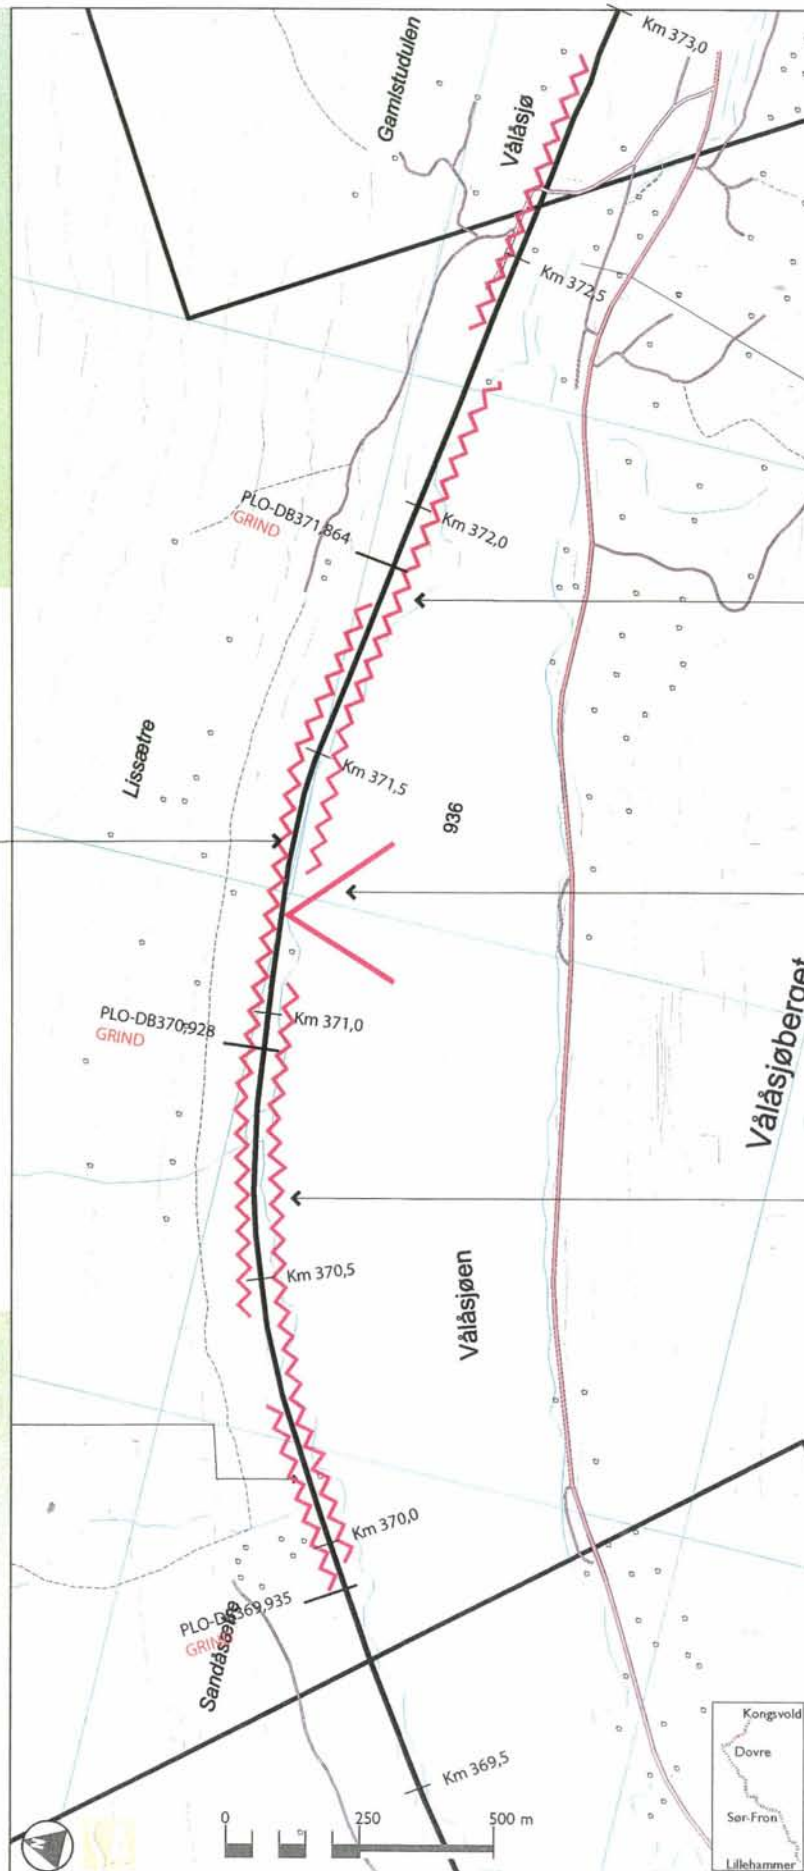 Km 373,0
Gamlstudulen
Vålåsjø
Km 372,5
PLO-DB371,864
GRIND
Km 372,0
Lissætre
Km 371,5
936
PLO-DB370,928
GRIND
Km 371,0
Vålåsjøberget
Km 370,5
Vålåsjøen
Km 370,0
PLO-DB369,935
GRIND
Sandåsætre
Km 369,5
0 250 500 m
Kongsvold
Dovre
Sør-Fron
Lillehammer